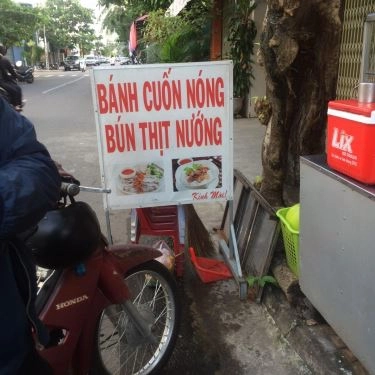 BÁNH CUỐN NÓNG
BÚN THỊT NƯỚNG
Kính Mời!
LiX
HONDA